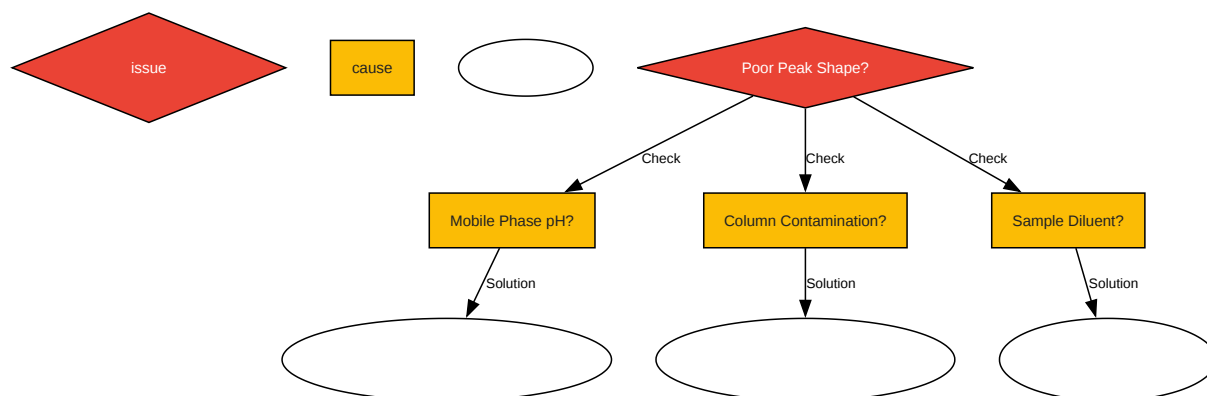 issue
cause
Poor Peak Shape?
Check
Check
Check
Mobile Phase pH?
Column Contamination?
Sample Diluent?
Solution
Solution
Solution